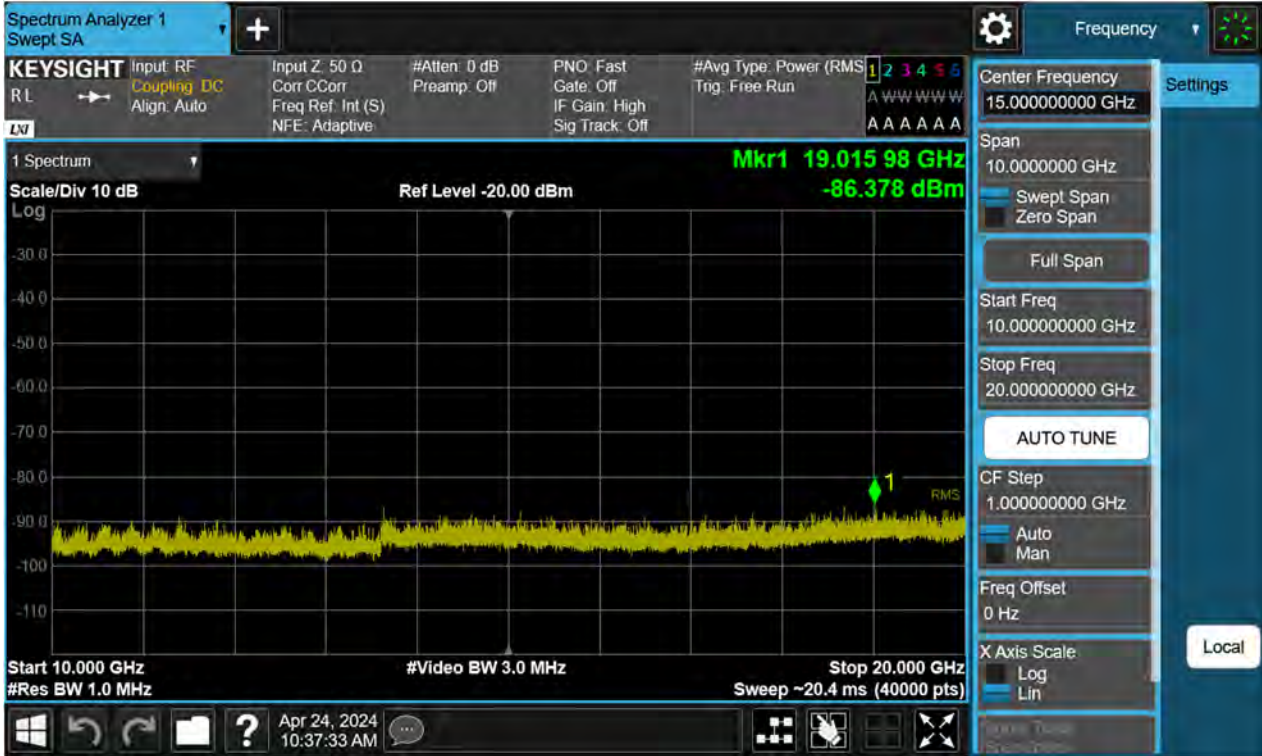 Spectrum Analyzer 1
Swept SA
+
Frequency
KEYSIGHT
R L
LXI
Input: RF
Coupling: DC
Align: Auto
Input Z: 50 Ω
Corr CCorr
Freq Ref: Int (S)
NFE: Adaptive
#Atten: 0 dB
Preamp: Off
PNO: Fast
Gate: Off
IF Gain: High
Sig Track: Off
#Avg Type: Power (RMS
Trig: Free Run
1 2 3 4 5 6
A W W W W W
A A A A A A
1 Spectrum
Scale/Div 10 dB
Log
Ref Level -20.00 dBm
Mkr1 19.015 98 GHz
-86.378 dBm
-30.0
-40.0
-50.0
-60.0
-70.0
-80.0
-90.0
-100
-110
1
RMS
Start 10.000 GHz
#Res BW 1.0 MHz
#Video BW 3.0 MHz
Stop 20.000 GHz
Sweep ~20.4 ms (40000 pts)
Center Frequency
15.000000000 GHz
Span
10.0000000 GHz
Swept Span
Zero Span
Full Span
Start Freq
10.000000000 GHz
Stop Freq
20.000000000 GHz
AUTO TUNE
CF Step
1.000000000 GHz
Auto
Man
Freq Offset
0 Hz
X Axis Scale
Log
Lin
Settings
Local
?
Apr 24, 2024
10:37:33 AM